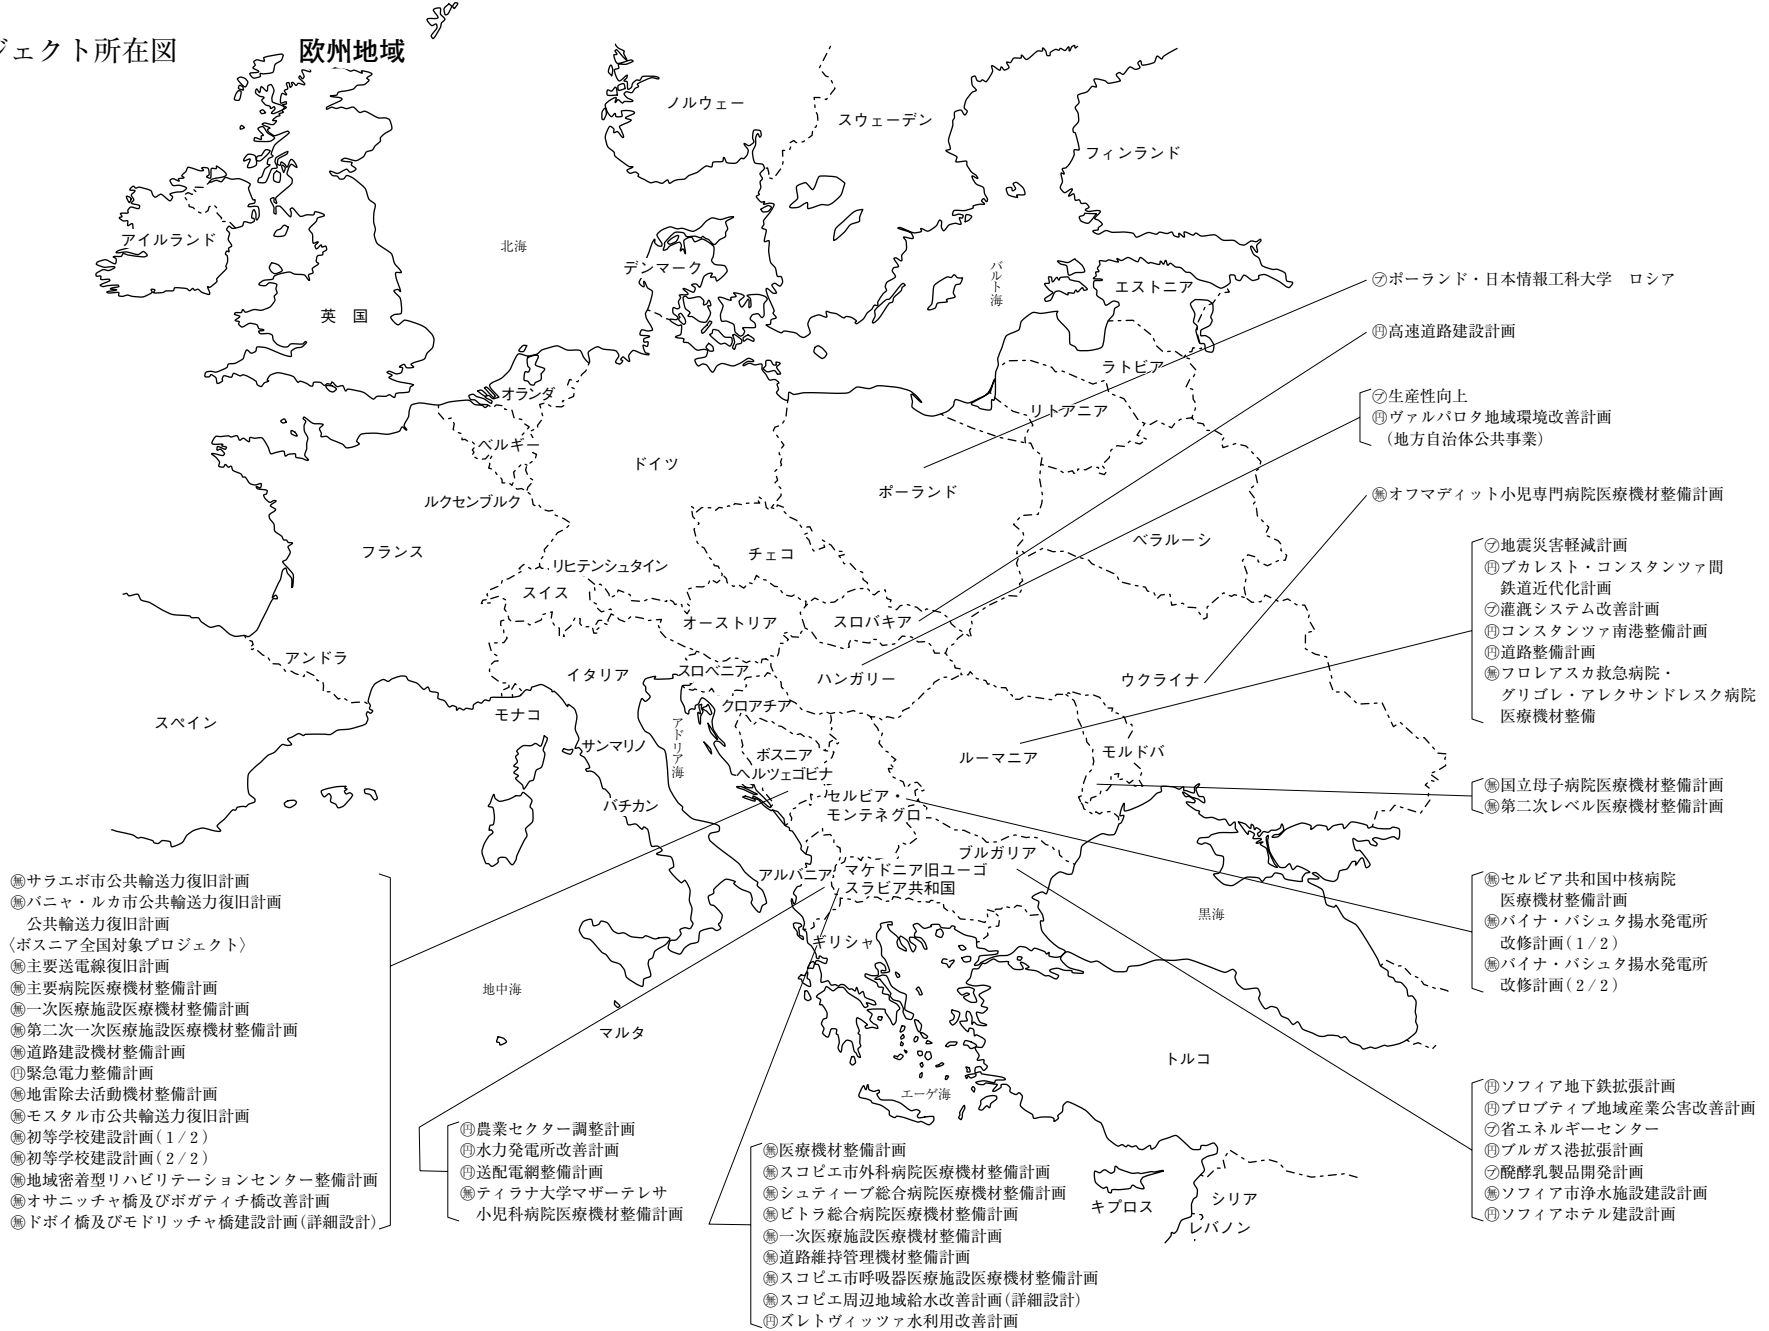 ジェクト所在図
欧州地域
ノルウェー
スウェーデン
フィンランド
アイルランド
北海
デンマーク
バルト海
エストニア
英 国
ラトビア
オランダ
リトアニア
ベルギー
ドイツ
ポーランド
ルクセンブルク
フランス
チェコ
ベラルーシ
リヒテンシュタイン
スイス
オーストリア
スロバキア
アンドラ
イタリア
スロベニア
ハンガリー
ウクライナ
スペイン
モナコ
クロアチア
アドリア海
サンマリノ
ボスニア
ヘルツェゴビナ
ルーマニア
モルドバ
バチカン
セルビア・
モンテネグロ
ブルガリア
アルバニア
マケドニア旧ユーゴ
スラビア共和国
黒海
ギリシャ
地中海
マルタ
トルコ
エーゲ海
キプロス
シリア
レバノン
㋫ポーランド・日本情報工科大学 ロシア
㋓高速道路建設計画
㋫生産性向上
㋓ヴァルパロタ地域環境改善計画
(地方自治体公共事業)
無オフマディット小児専門病院医療機材整備計画
㋫地震災害軽減計画
円ブカレスト・コンスタンツァ間
鉄道近代化計画
㋫灌漑システム改善計画
円コンスタンツァ南港整備計画
円道路整備計画
無フロレアスカ救急病院・
グリゴレ・アレクサンドレスク病院
医療機材整備
無国立母子病院医療機材整備計画
無第二次レベル医療機材整備計画
無セルビア共和国中核病院
医療機材整備計画
無バイナ・バシュタ揚水発電所
改修計画(1/2)
無バイナ・バシュタ揚水発電所
改修計画(2/2)
円ソフィア地下鉄拡張計画
円プロブティブ地域産業公害改善計画
㋫省エネルギーセンター
円ブルガス港拡張計画
㋫醗酵乳製品開発計画
無ソフィア市浄水施設建設計画
円ソフィアホテル建設計画
無サラエボ市公共輸送力復旧計画
無バニャ・ルカ市公共輸送力復旧計画
公共輸送力復旧計画
〈ボスニア全国対象プロジェクト〉
無主要送電線復旧計画
無主要病院医療機材整備計画
無一次医療施設医療機材整備計画
無第二次一次医療施設医療機材整備計画
無道路建設機材整備計画
円緊急電力整備計画
無地雷除去活動機材整備計画
無モスタル市公共輸送力復旧計画
無初等学校建設計画(1/2)
無初等学校建設計画(2/2)
無地域密着型リハビリテーションセンター整備計画
無オサニッチャ橋及びボガティチ橋改善計画
無ドボイ橋及びモドリッチャ橋建設計画(詳細設計)
円農業セクター調整計画
円水力発電所改善計画
円送配電網整備計画
無ティラナ大学マザーテレサ
小児科病院医療機材整備計画
無医療機材整備計画
無スコピエ市外科病院医療機材整備計画
無シュティープ総合病院医療機材整備計画
無ビトラ総合病院医療機材整備計画
無一次医療施設医療機材整備計画
無道路維持管理機材整備計画
無スコピエ市呼吸器医療施設医療機材整備計画
無スコピエ周辺地域給水改善計画(詳細設計)
円ズレトヴィッツァ水利用改善計画